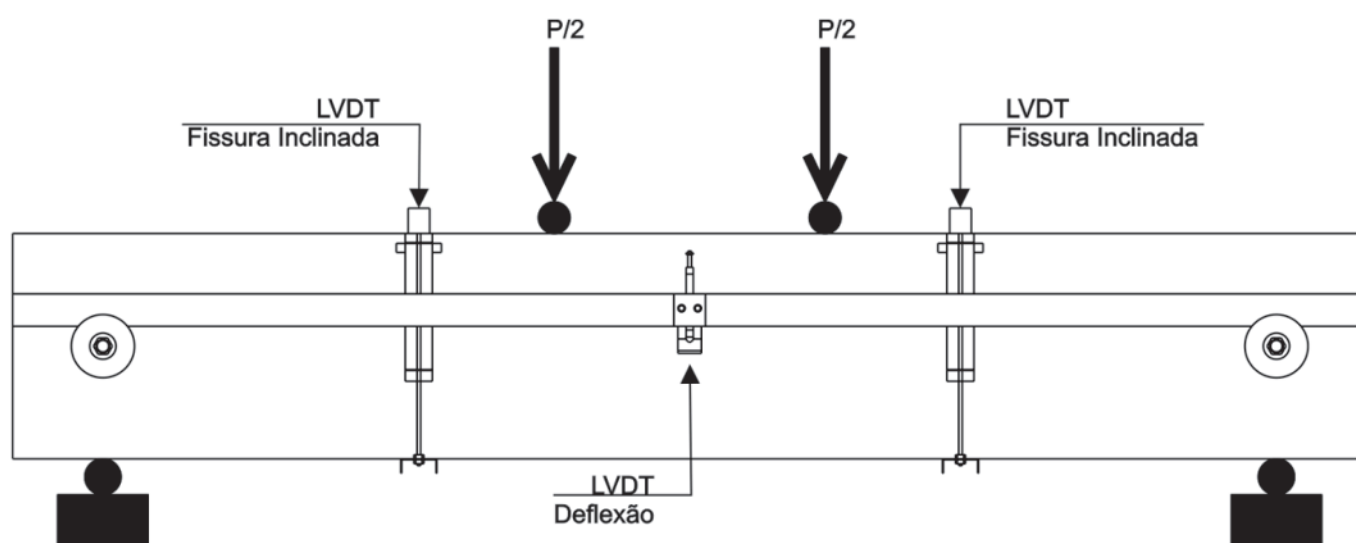 P/2
P/2
LVDT
Fissura Inclinada
LVDT
Fissura Inclinada
LVDT
Deflexão